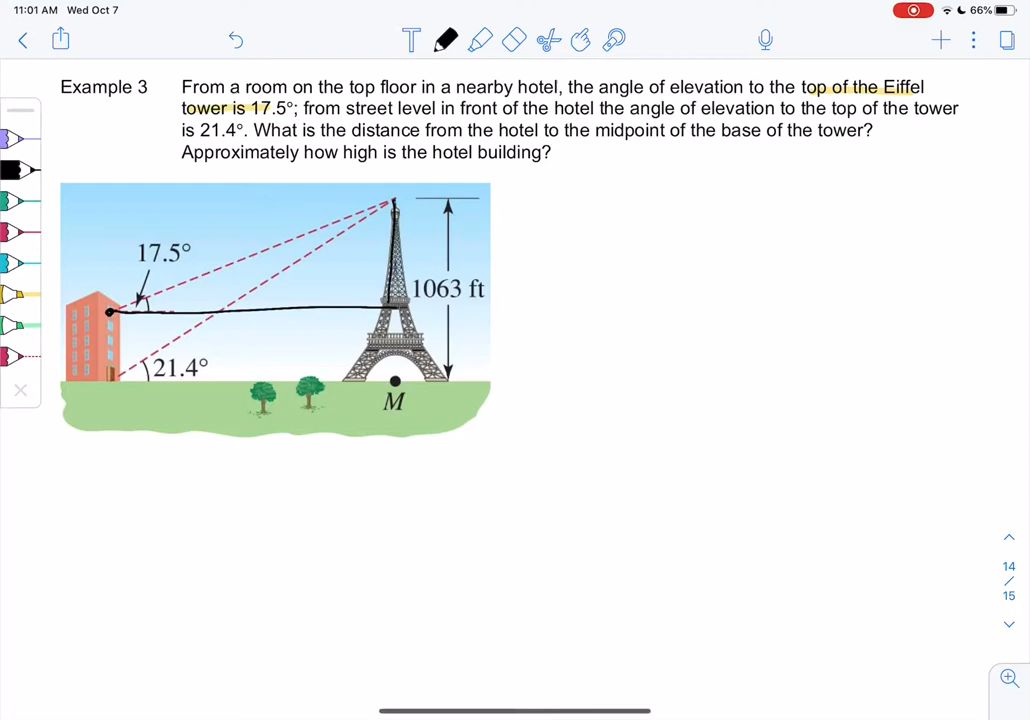 11:01 AM Wed Oct 7
66%
Example 3 From a room on the top floor in a nearby hotel, the angle of elevation to the top of the Eiffel
tower is 17.5°; from street level in front of the hotel the angle of elevation to the top of the tower
is 21.4°. What is the distance from the hotel to the midpoint of the base of the tower?
Approximately how high is the hotel building?
17.5°
1063 ft
21.4°
M
14
/
15